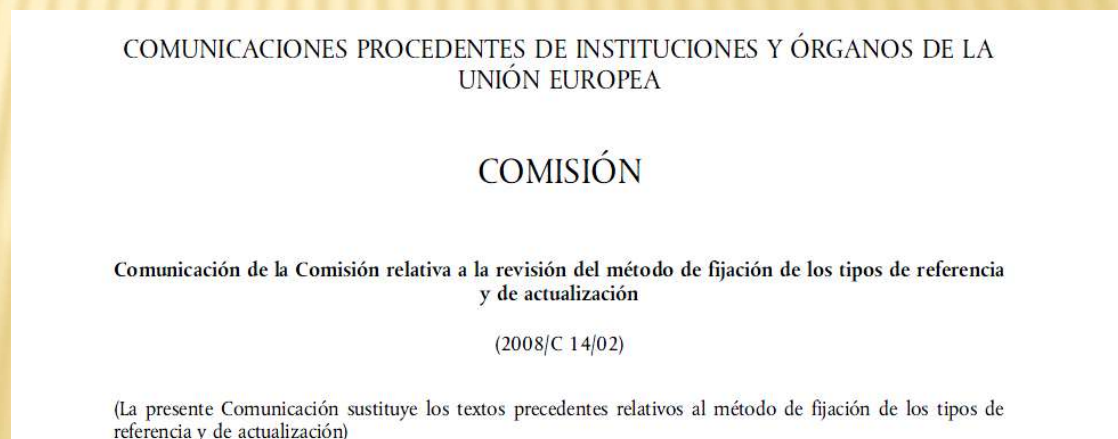 COMUNICACIONES PROCEDENTES DE INSTITUCIONES Y ÓRGANOS DE LA
UNIÓN EUROPEA
COMISIÓN
Comunicación de la Comisión relativa a la revisión del método de fijación de los tipos de referencia
y de actualización
(2008/C 14/02)
(La presente Comunicación sustituye los textos precedentes relativos al método de fijación de los tipos de
referencia y de actualización)